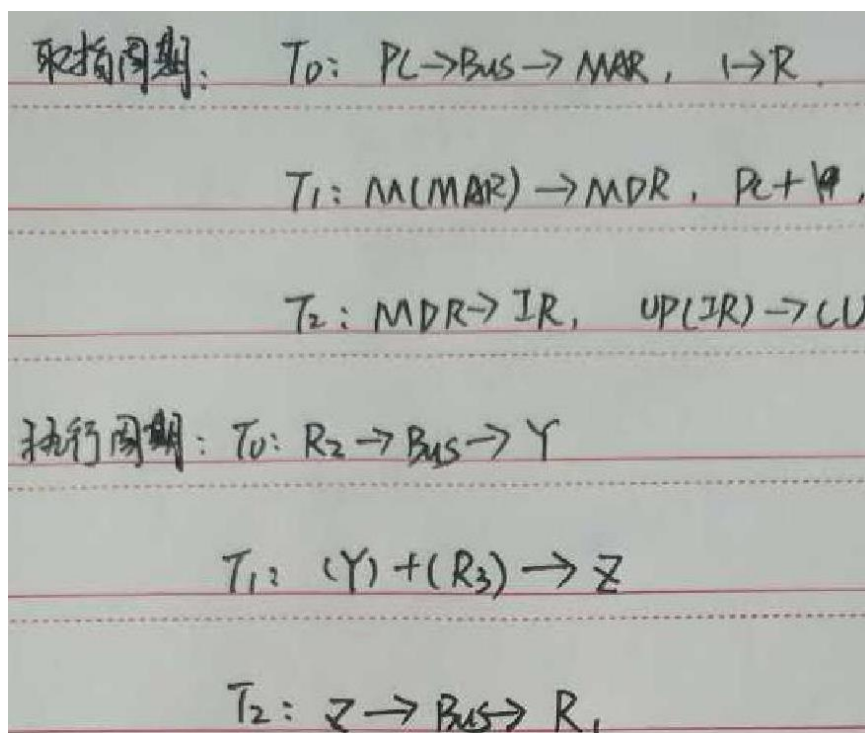 取指周期: T0: PC→Bus→MAR, 1→R
T1: M(MAR)→MDR, PC+
T2: MDR→IR, OP(IR)→CU
执行周期: T0: R2→Bus→Y
T1: (Y)+(R3)→Z
T2: Z→Bus→R1